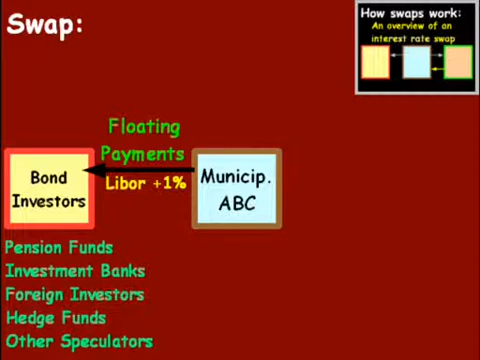 Swap:
How swaps work:
An overview of an
interest rate swap
Floating
Payments
Libor +1%
Bond
Investors
Municip.
ABC
Pension Funds
Investment Banks
Foreign Investors
Hedge Funds
Other Speculators